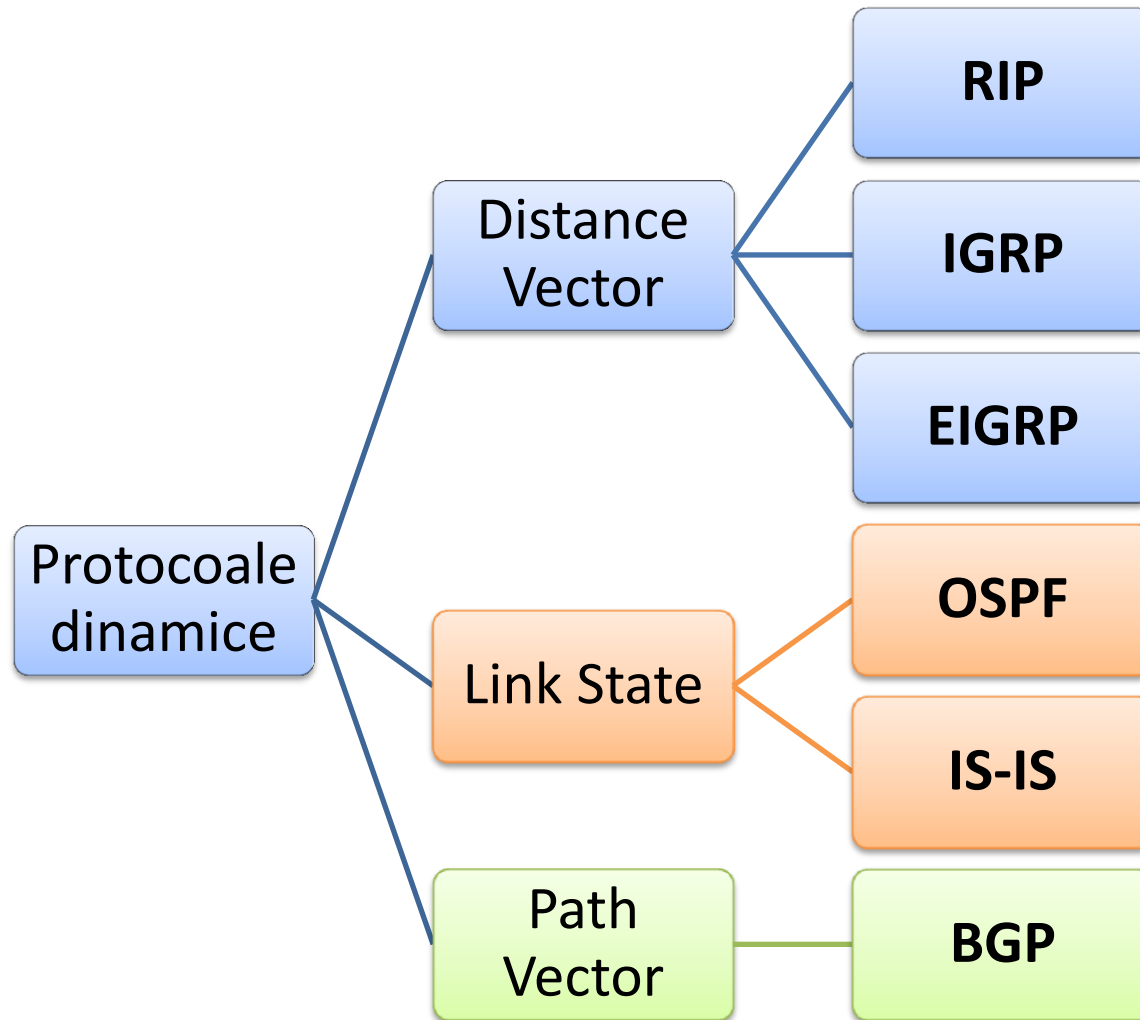 Protocoale
dinamice
Distance
Vector
RIP
IGRP
EIGRP
Link State
OSPF
IS-IS
Path
Vector
BGP